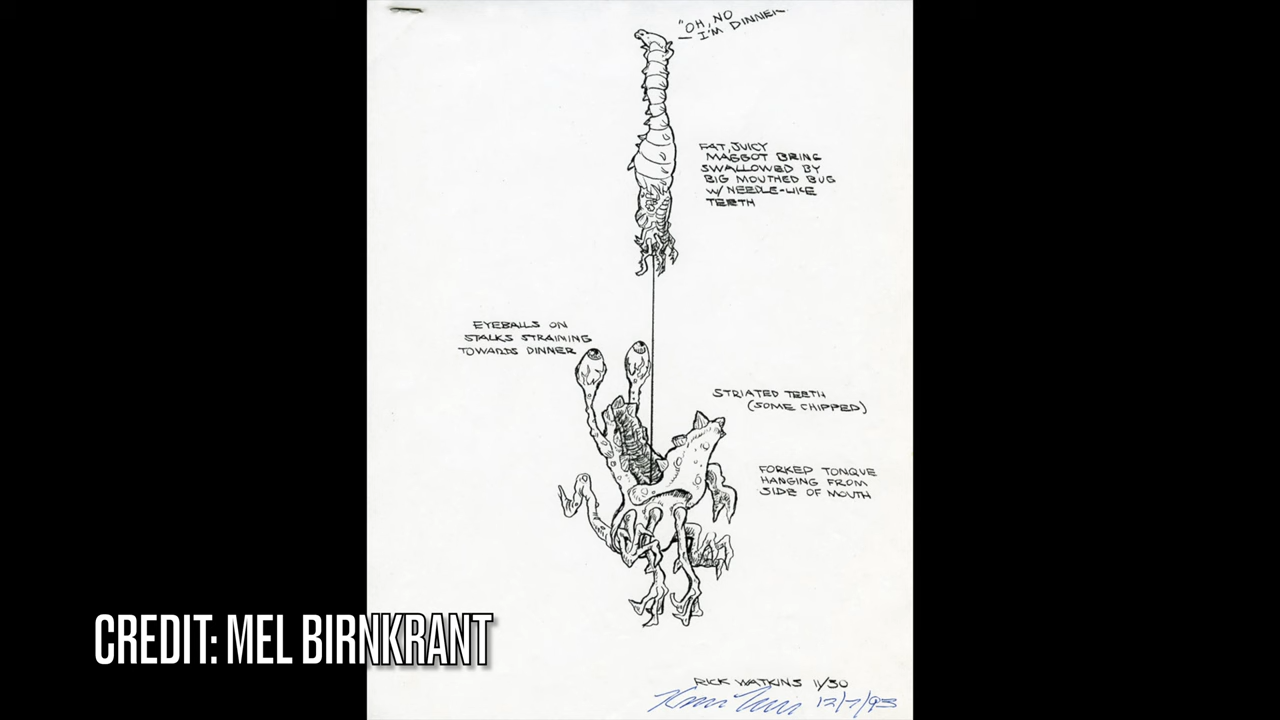 "OH, NO
I'M DINNER
FAT, JUICY
MAGGOT BEING
SWALLOWED BY
BIG MOUTHED BUG
W/ NEEDLE-LIKE
TEETH
EYEBALLS ON
STALKS STRAINING
TOWARDS DINNER
STRIATED TEETH
(SOME CHIPPED)
FORKED TONGUE
HANGING FROM
SIDE OF MOUTH
CREDIT: MEL BIRNKRANT
RICK WATKINS 11/30
12/7/93